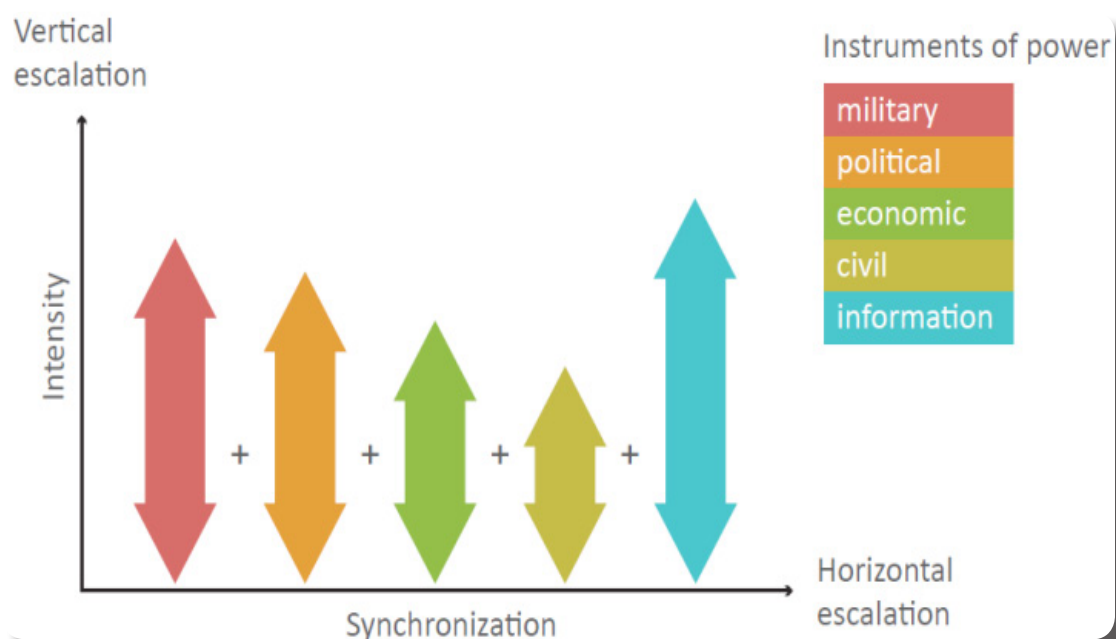 Vertical
escalation
Instruments of power
military
political
economic
civil
information
Intensity
+ + + +
Horizontal
escalation
Synchronization